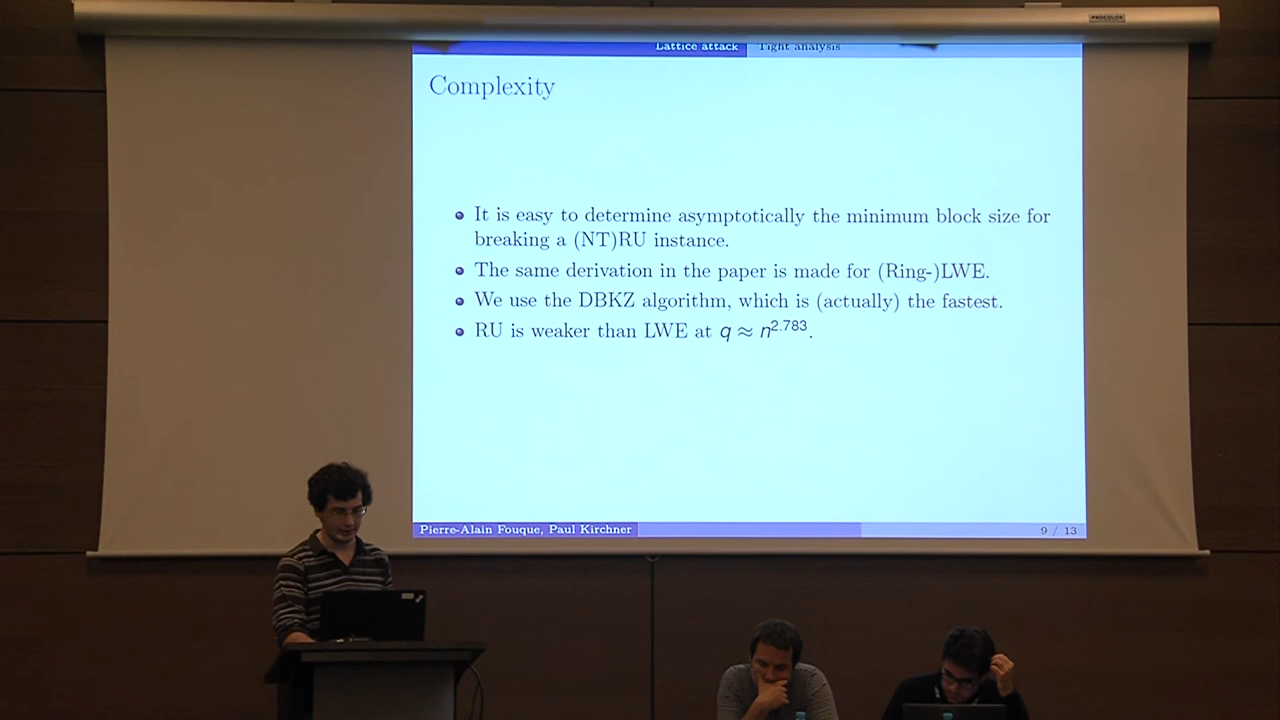 PROCOLOR
Lattice attack Tight analysis
Complexity
It is easy to determine asymptotically the minimum block size for
breaking a (NT)RU instance.
The same derivation in the paper is made for (Ring-)LWE.
We use the DBKZ algorithm, which is (actually) the fastest.
RU is weaker than LWE at q ≈ n^2.783.
Pierre-Alain Fouque, Paul Kirchner 9 / 13